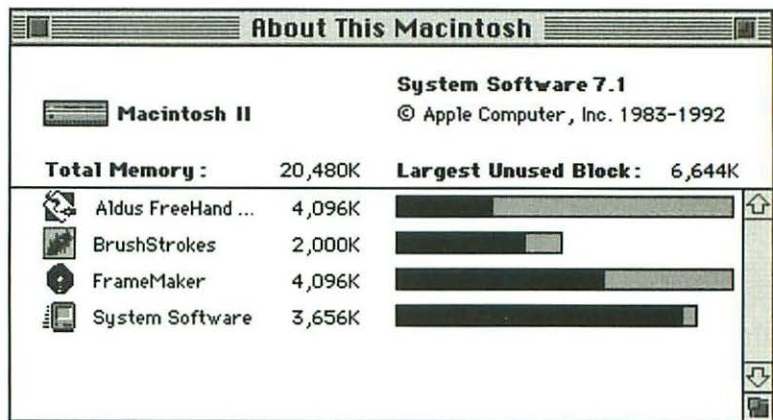 About This Macintosh
System Software 7.1
Macintosh II
© Apple Computer, Inc. 1983-1992
Total Memory : 20,480K Largest Unused Block : 6,644K
Aldus FreeHand ... 4,096K
BrushStrokes 2,000K
FrameMaker 4,096K
System Software 3,656K